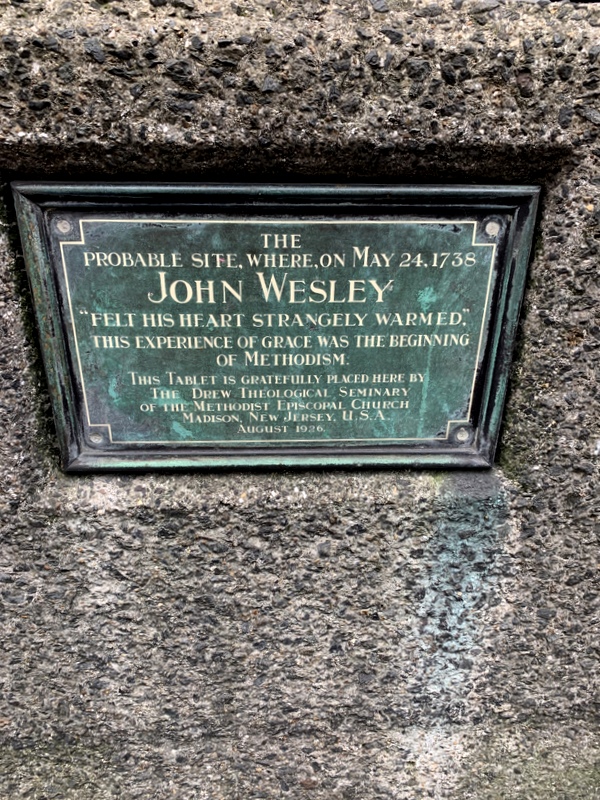 THE
PROBABLE SITE, WHERE, ON MAY 24, 1738
JOHN WESLEY
"FELT HIS HEART STRANGELY WARMED,"
THIS EXPERIENCE OF GRACE WAS THE BEGINNING
OF METHODISM.
THIS TABLET IS GRATEFULLY PLACED HERE BY
THE DREW THEOLOGICAL SEMINARY
OF THE METHODIST EPISCOPAL CHURCH
MADISON, NEW JERSEY, U.S.A.
AUGUST 1926.